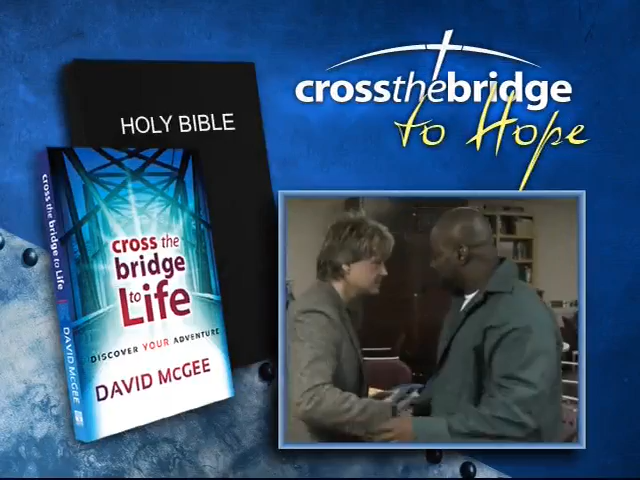 crossthebridge
to Hope
HOLY BIBLE
cross the bridge to Life
DAVID McGEE
cross the
bridge
to
Life
DISCOVER YOUR ADVENTURE
DAVID MCGEE